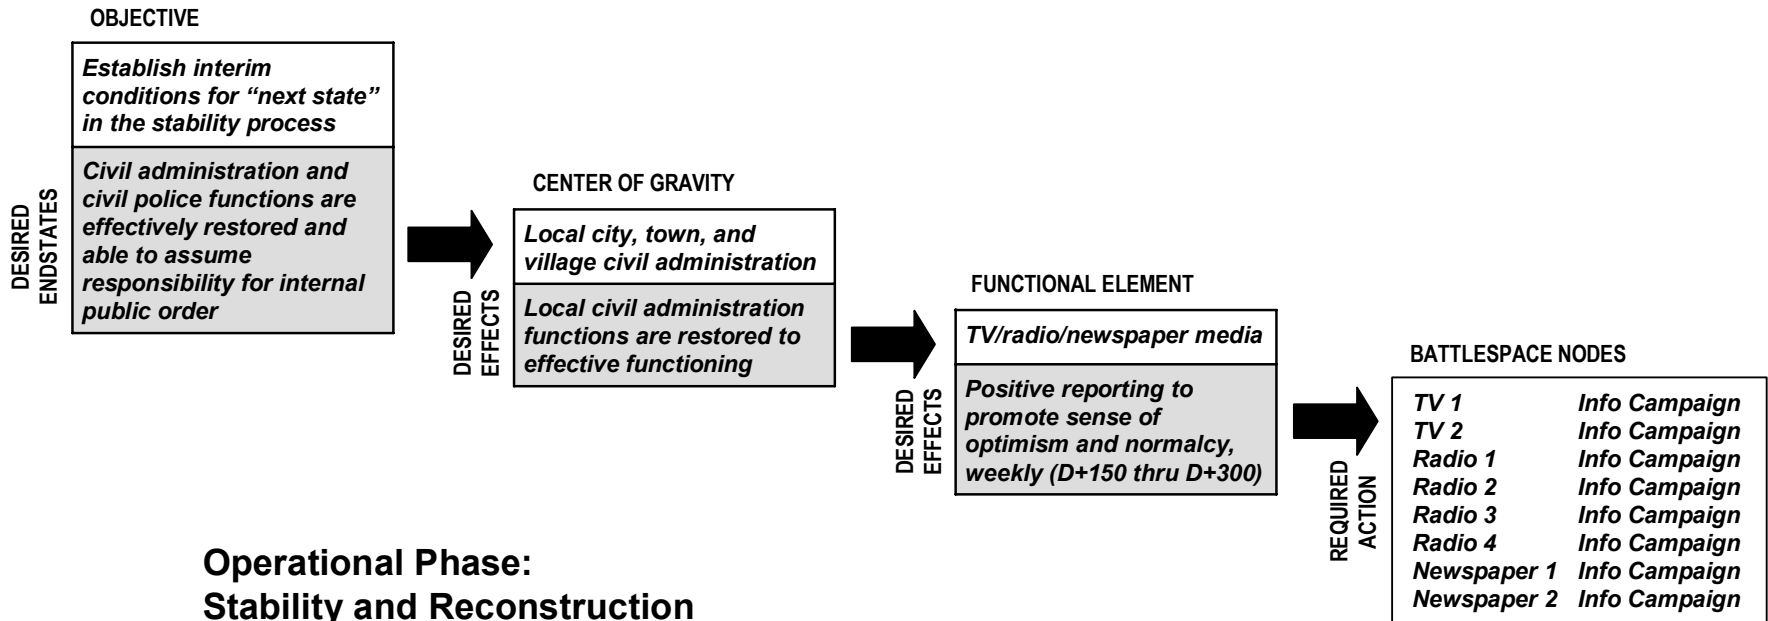 OBJECTIVE
Establish interim
conditions for “next state”
in the stability process
DESIRED
ENDSTATES
Civil administration and
civil police functions are
effectively restored and
able to assume
responsibility for internal
public order
CENTER OF GRAVITY
Local city, town, and
village civil administration
DESIRED
EFFECTS
Local civil administration
functions are restored to
effective functioning
FUNCTIONAL ELEMENT
TV/radio/newspaper media
DESIRED
EFFECTS
Positive reporting to
promote sense of
optimism and normalcy,
weekly (D+150 thru D+300)
BATTLESPACE NODES
REQUIRED
ACTION
TV 1 Info Campaign
TV 2 Info Campaign
Radio 1 Info Campaign
Radio 2 Info Campaign
Radio 3 Info Campaign
Radio 4 Info Campaign
Newspaper 1 Info Campaign
Newspaper 2 Info Campaign
Operational Phase:
Stability and Reconstruction